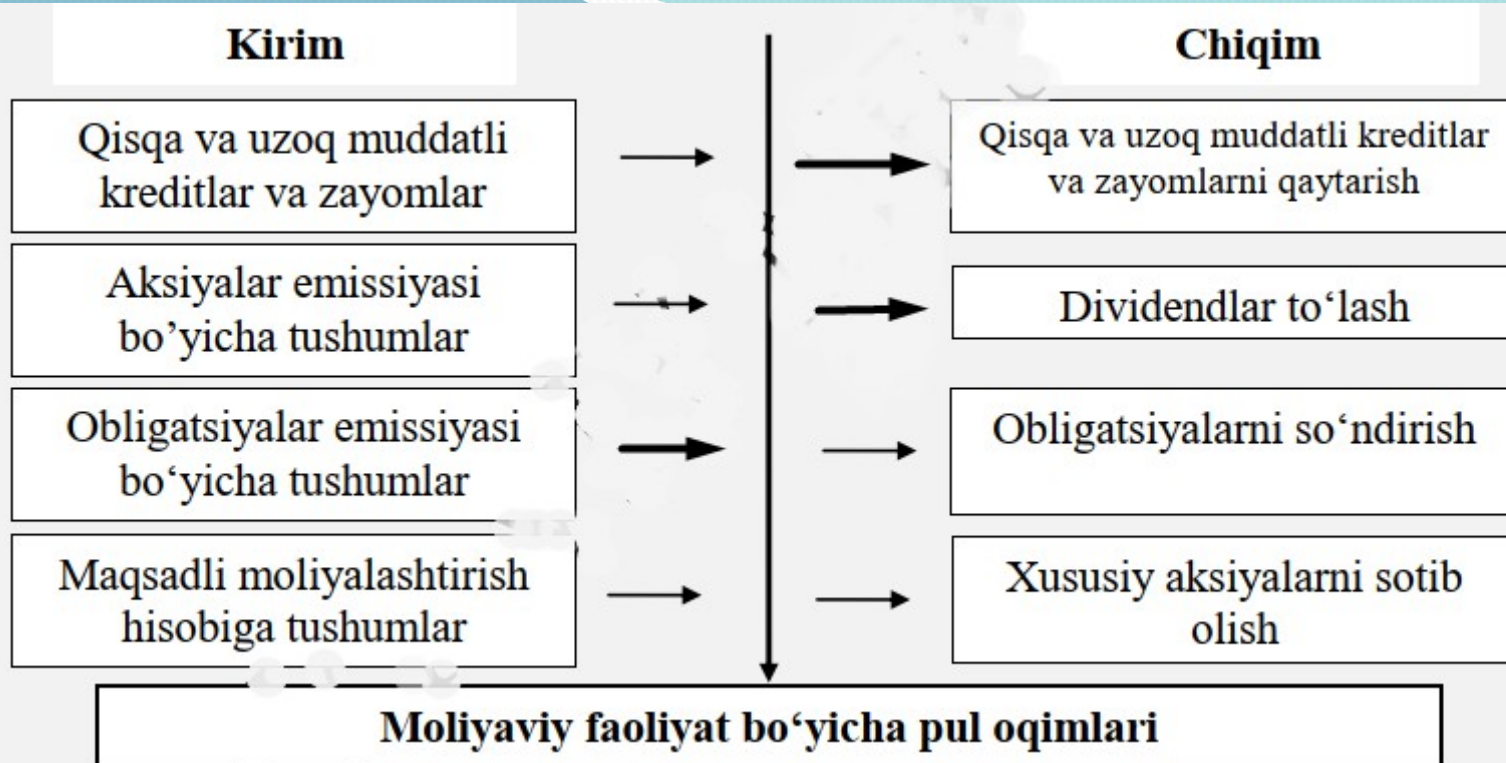 Kirim
Qisqa va uzoq muddatli
kreditlar va zayomlar
Aksiyalar emissiyasi
bo’yicha tushumlar
Obligatsiyalar emissiyasi
bo‘yicha tushumlar
Maqsadli moliyalashtirish
hisobiga tushumlar
Chiqim
Qisqa va uzoq muddatli kreditlar
va zayomlarni qaytarish
Dividendlar to‘lash
Obligatsiyalarni so‘ndirish
Xususiy aksiyalarni sotib
olish
Moliyaviy faoliyat bo‘yicha pul oqimlari